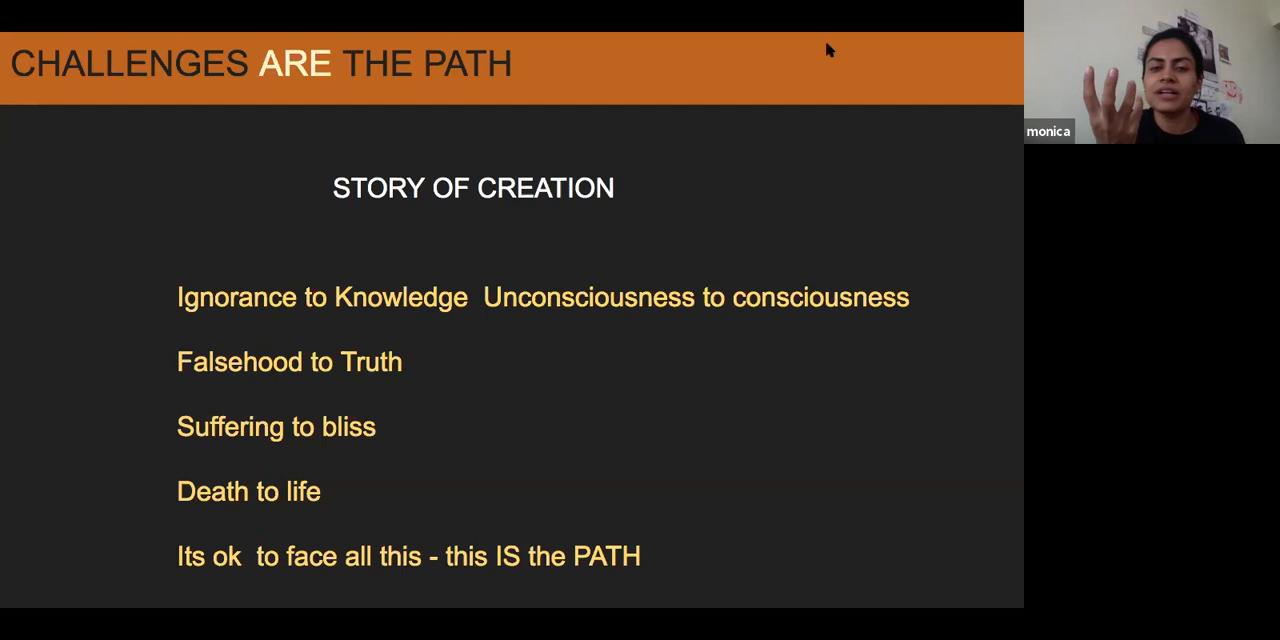 CHALLENGES ARE THE PATH
STORY OF CREATION
Ignorance to Knowledge  Unconsciousness to consciousness
Falsehood to Truth
Suffering to bliss
Death to life
Its ok  to face all this - this IS the PATH
monica